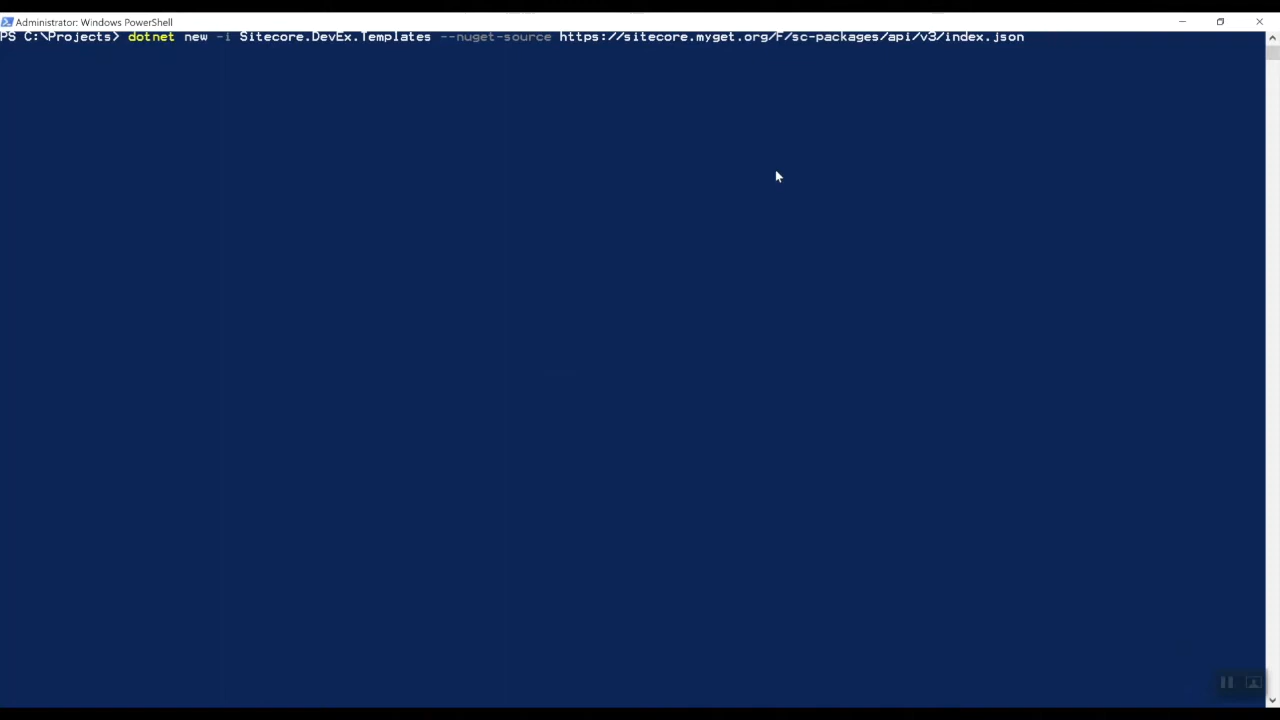 Administrator: Windows PowerShell
PS C:\Projects> dotnet new -i Sitecore.DevEx.Templates --nuget-source https://sitecore.myget.org/F/sc-packages/api/v3/index.json